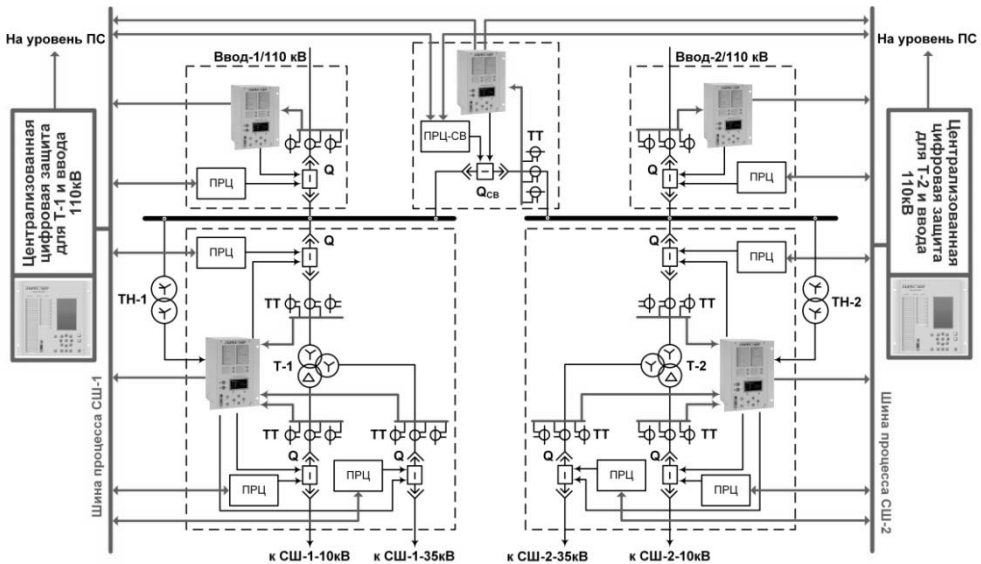 На уровень ПС
Ввод-1/110 кВ
Ввод-2/110 кВ
На уровень ПС
Централизованная
цифровая защита
для Т-1 и ввода
110кВ
ПРЦ-СВ
ТТ
Централизованная
цифровая защита
для Т-2 и ввода
110кВ
ПРЦ
Q
QСВ
Q
ПРЦ
ПРЦ
Q
Q
ПРЦ
ТН-1
ТТ
ТТ
ТН-2
Т-1
Т-2
Шина процесса СШ-1
Шина процесса СШ-2
ТТ
ТТ
ТТ
ТТ
Q
Q
Q
Q
ПРЦ
ПРЦ
ПРЦ
ПРЦ
к СШ-1-10кВ
к СШ-1-35кВ
к СШ-2-35кВ
к СШ-2-10кВ